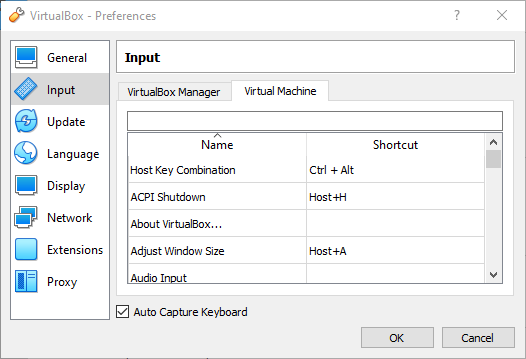 VirtualBox - Preferences
General
Input
Update
Language
Display
Network
Extensions
Proxy
Input
VirtualBox Manager Virtual Machine
Name Shortcut
Host Key Combination Ctrl + Alt
ACPI Shutdown Host+H
About VirtualBox...
Adjust Window Size Host+A
Audio Input
Auto Capture Keyboard
OK Cancel